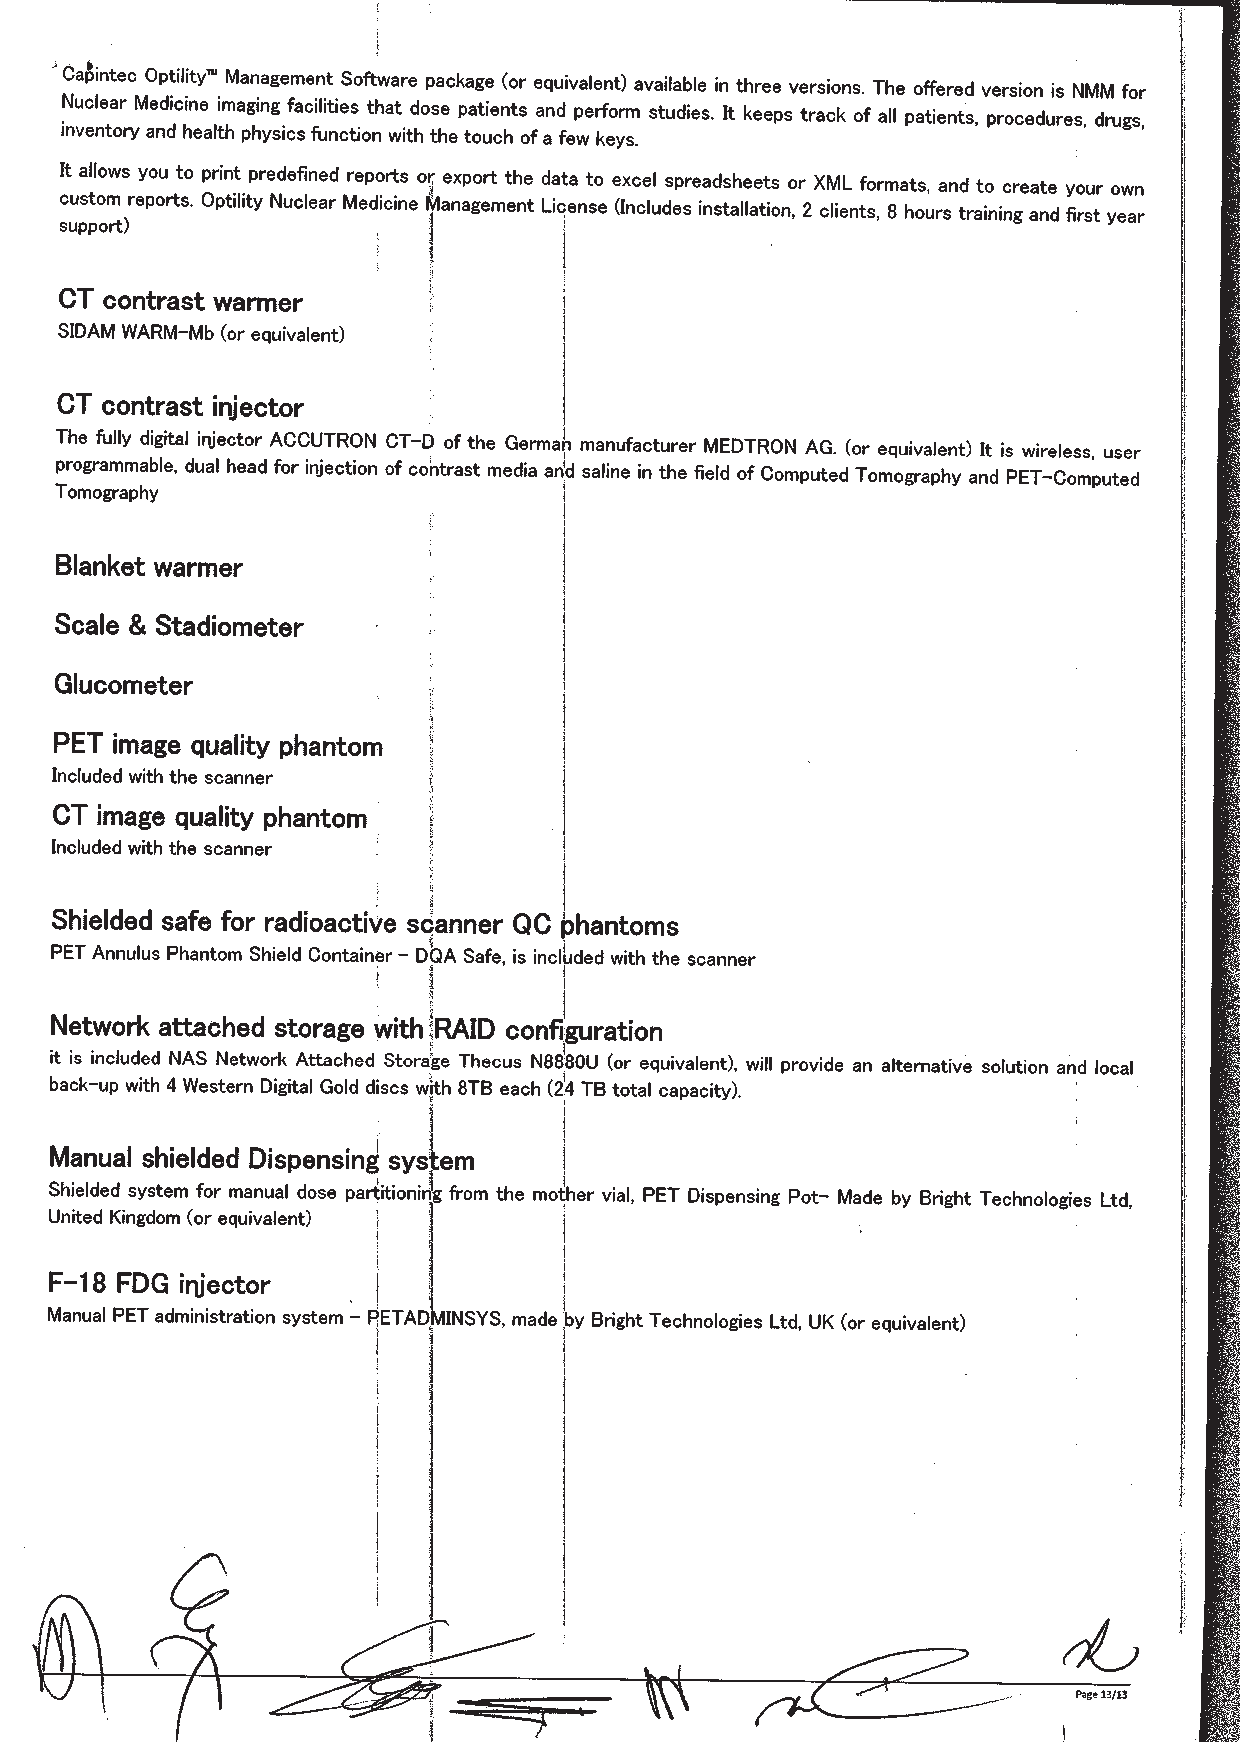 Capintec Optility™ Management Software package (or equivalent) available in three versions. The offered version is NMM for
Nuclear Medicine imaging facilities that dose patients and perform studies. It keeps track of all patients, procedures, drugs,
inventory and health physics function with the touch of a few keys.
It allows you to print predefined reports or export the data to excel spreadsheets or XML formats, and to create your own
custom reports. Optility Nuclear Medicine Management License (Includes installation, 2 clients, 8 hours training and first year
support)
CT contrast warmer
SIDAM WARM-Mb (or equivalent)
CT contrast injector
The fully digital injector ACCUTRON CT-D of the German manufacturer MEDTRON AG. (or equivalent) It is wireless, user
programmable, dual head for injection of contrast media and saline in the field of Computed Tomography and PET-Computed
Tomography
Blanket warmer
Scale & Stadiometer
Glucometer
PET image quality phantom
Included with the scanner
CT image quality phantom
Included with the scanner
Shielded safe for radioactive scanner QC phantoms
PET Annulus Phantom Shield Container - DQA Safe, is included with the scanner
Network attached storage with RAID configuration
it is included NAS Network Attached Storage Thecus N8880U (or equivalent), will provide an alternative solution and local
back-up with 4 Western Digital Gold discs with 8TB each (24 TB total capacity).
Manual shielded Dispensing system
Shielded system for manual dose partitioning from the mother vial, PET Dispensing Pot- Made by Bright Technologies Ltd,
United Kingdom (or equivalent)
F-18 FDG injector
Manual PET administration system - PETADMINSYS, made by Bright Technologies Ltd, UK (or equivalent)
Page 13/13